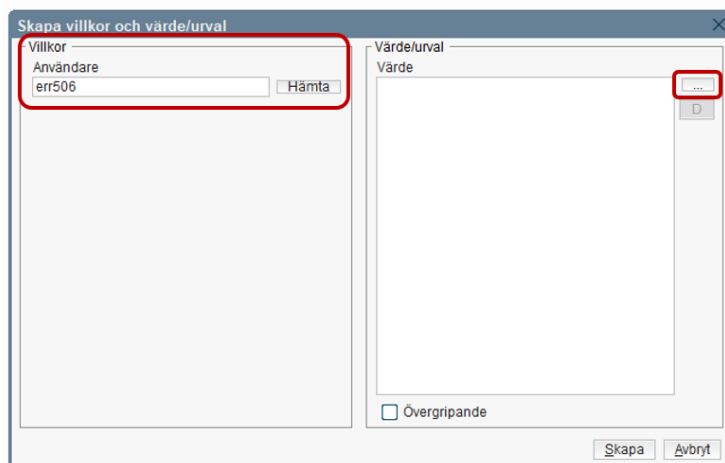 Skapa villkor och värde/urval
Villkor
Användare
err506
Hämta
Värde/urval
Värde
...
D
Övergripande
Skapa
Avbryt